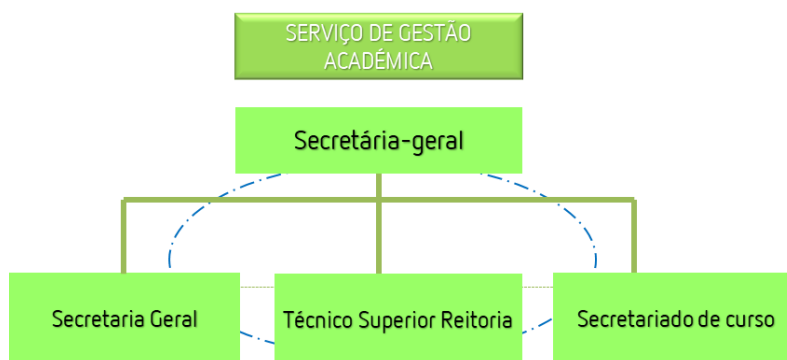 SERVIÇO DE GESTÃO
ACADÉMICA
Secretária-geral
Secretaria Geral
Técnico Superior Reitoria
Secretariado de curso